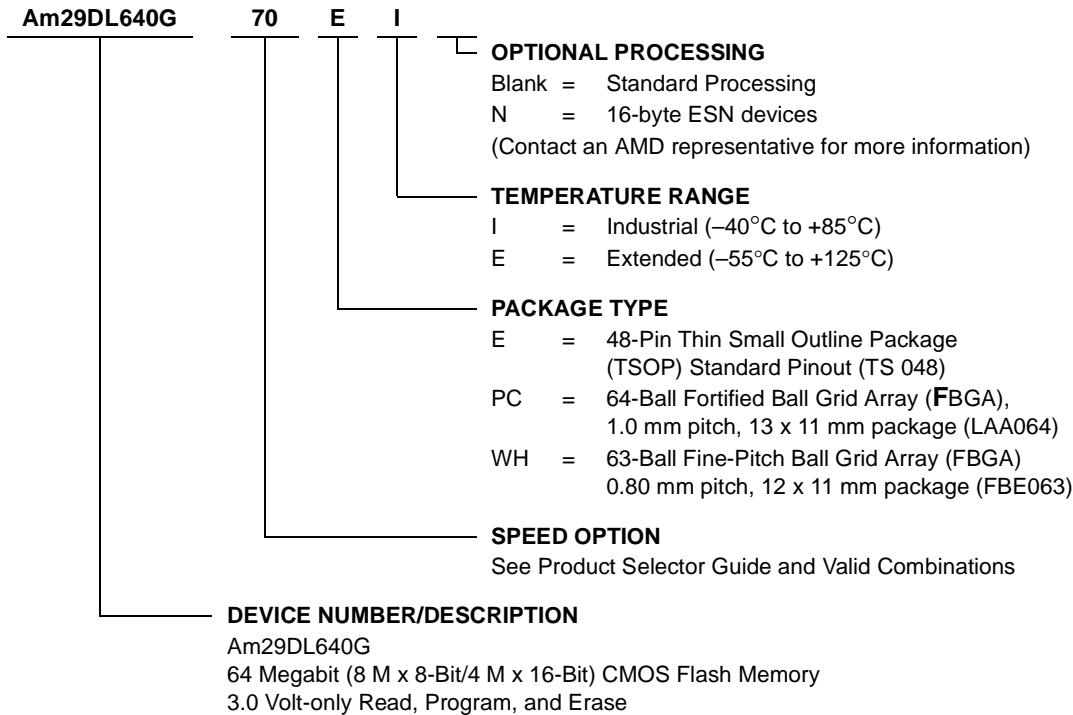 Am29DL640G 70 E I
OPTIONAL PROCESSING
Blank = Standard Processing
N = 16-byte ESN devices
(Contact an AMD representative for more information)
TEMPERATURE RANGE
I = Industrial (–40°C to +85°C)
E = Extended (–55°C to +125°C)
PACKAGE TYPE
E = 48-Pin Thin Small Outline Package
(TSOP) Standard Pinout (TS 048)
PC = 64-Ball Fortified Ball Grid Array (FBGA),
1.0 mm pitch, 13 x 11 mm package (LAA064)
WH = 63-Ball Fine-Pitch Ball Grid Array (FBGA)
0.80 mm pitch, 12 x 11 mm package (FBE063)
SPEED OPTION
See Product Selector Guide and Valid Combinations
DEVICE NUMBER/DESCRIPTION
Am29DL640G
64 Megabit (8 M x 8-Bit/4 M x 16-Bit) CMOS Flash Memory
3.0 Volt-only Read, Program, and Erase